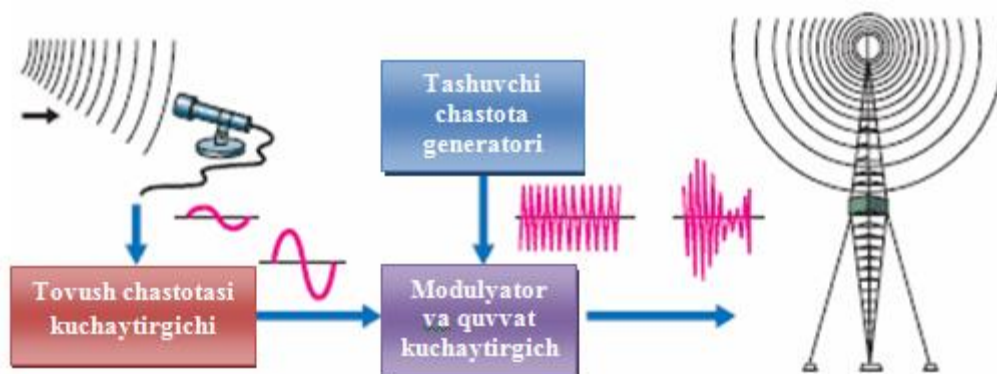 Tashuvchi
chastota
generatori
Tovush chastotasi
kuchaytirgichi
Modulyator
va quvvat
kuchaytirgich